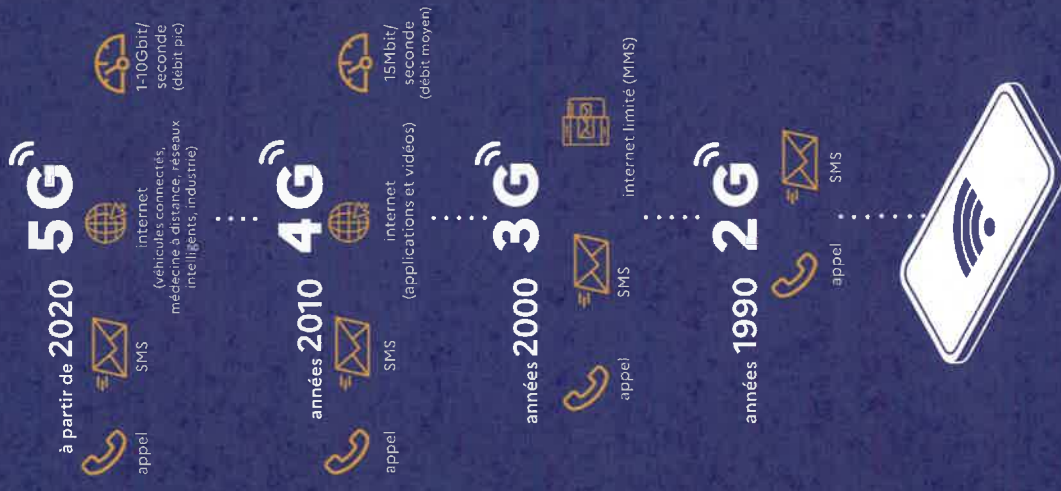 à partir de 2020 5G
appel
SMS
internet
(véhicules connectés,
médecine à distance, réseaux
intelligents, industrie)
1-10Gbit/
seconde
(débit pic)
années 2010 4G
appel
SMS
internet
(applications et vidéos)
15Mbit/
seconde
(débit moyen)
années 2000 3G
appel
SMS
internet limité (MMS)
années 1990 2G
appel
SMS